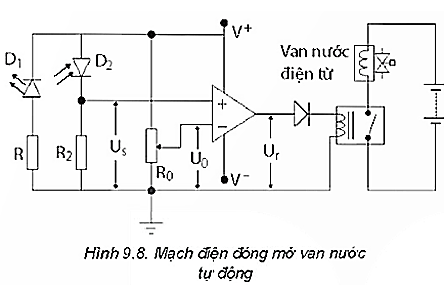 D1
D2
V+
Van nước
điện từ
R
R2
Us
R0
U0
+
−
V−
Ur
Hình 9.8. Mạch điện đóng mở van nước
tự động